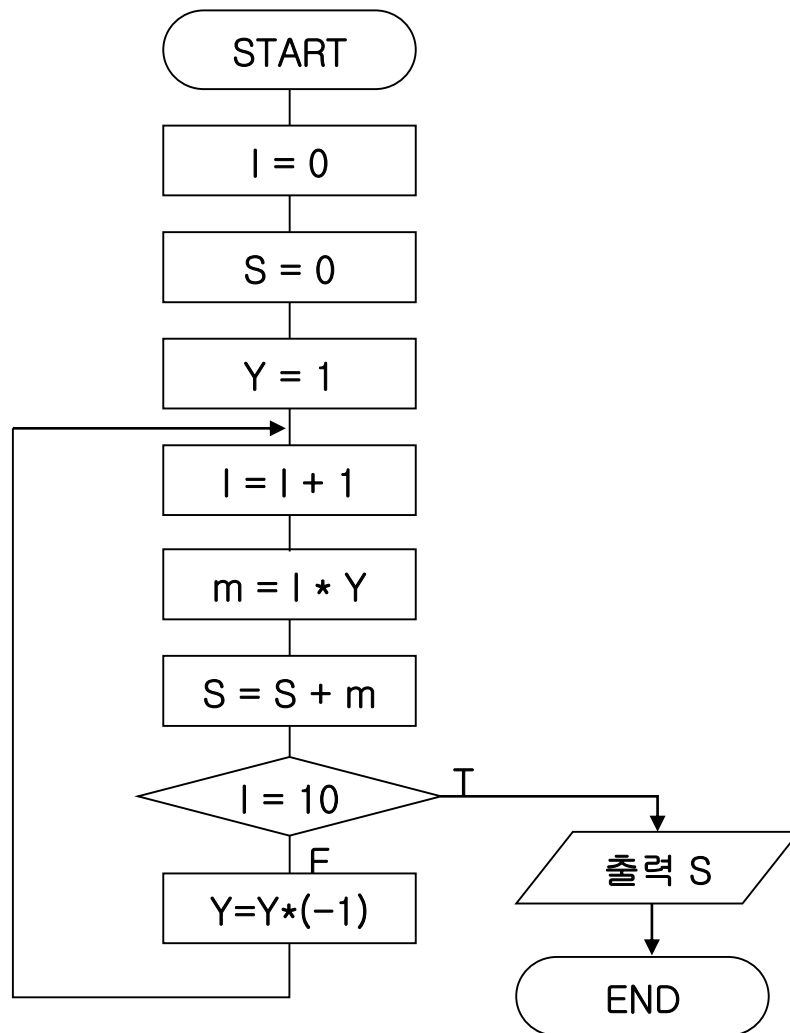 START
I = 0
S = 0
Y = 1
I = I + 1
m = I * Y
S = S + m
I = 10
T
F
Y=Y*(-1)
출력 S
END